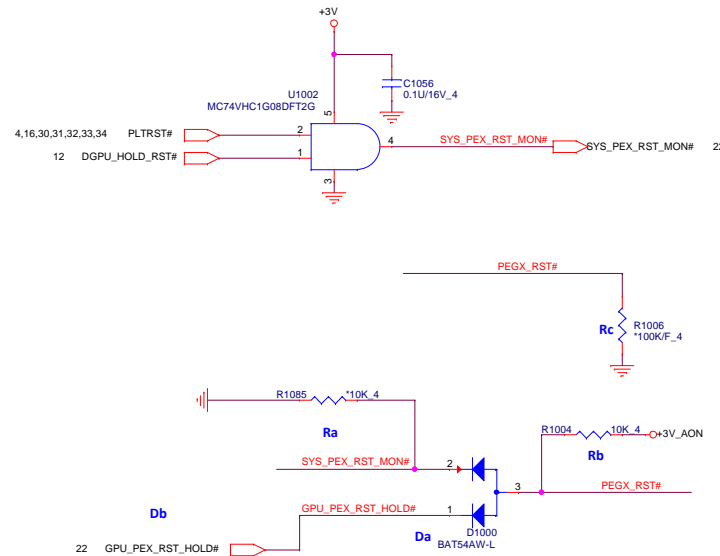 +3V
U1002
MC74VHC1G08DFT2G
C1056
0.1U/16V_4
5
4,16,30,31,32,33,34 PLTRST# 2
12 DGPU_HOLD_RST# 1
4 SYS_PEX_RST_MON# SYS_PEX_RST_MON#
3
PEGX_RST#
Rc R1006
*100K/F_4
R1085 *10K_4
Ra
R1004 10K_4 +3V_AON
Rb
SYS_PEX_RST_MON# 2
3 PEGX_RST#
GPU_PEX_RST_HOLD# 1
Db
Da D1000
BAT54AW-L
22 GPU_PEX_RST_HOLD#